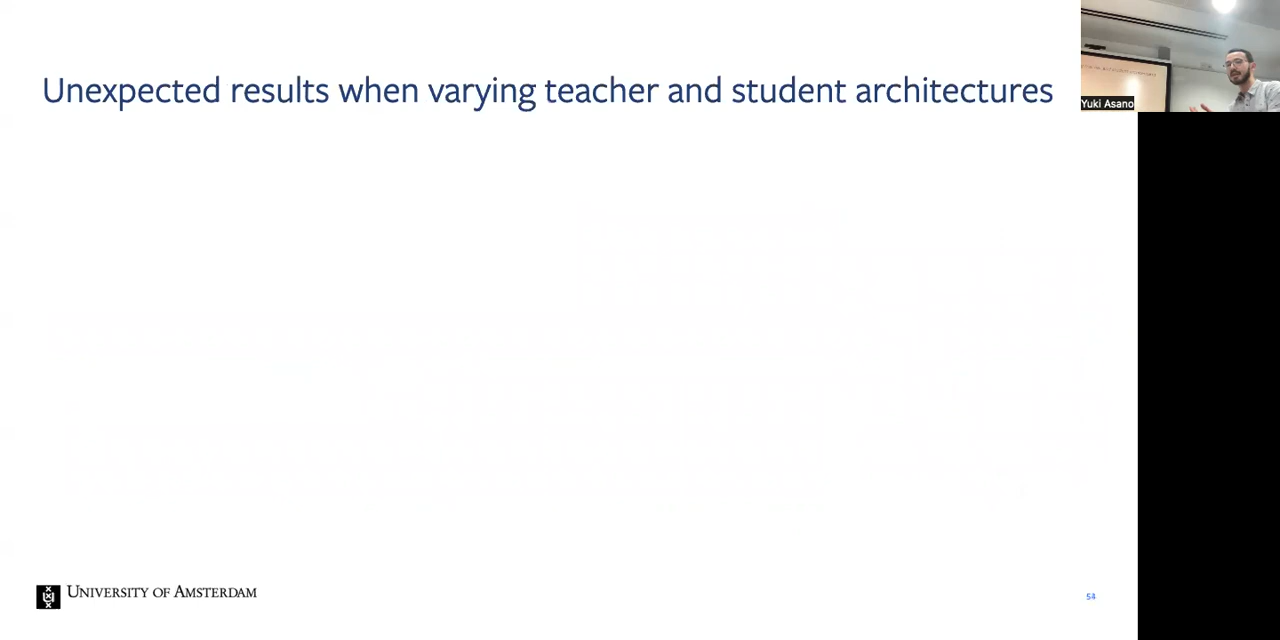 Unexpected results when varying teacher and student architectures
Yuki Asano
UNIVERSITY OF AMSTERDAM
54